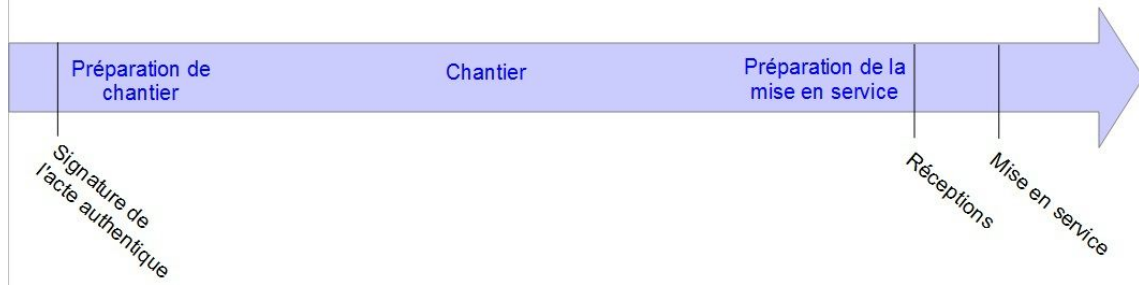 Préparation de
chantier
Chantier
Préparation de la
mise en service
Signature de
l'acte authentique
Réceptions
Mise en service